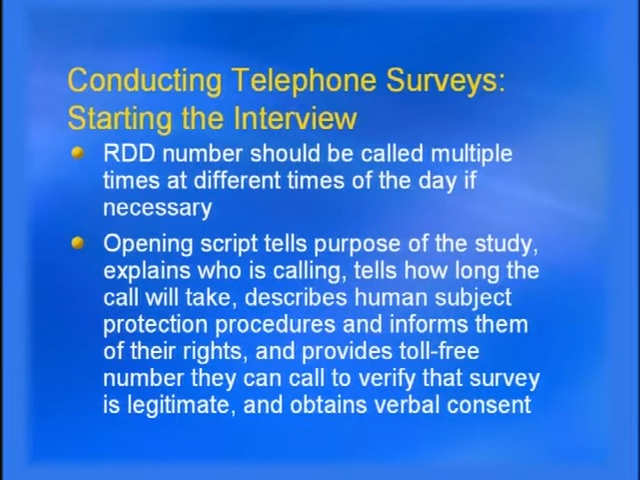 Conducting Telephone Surveys:
Starting the Interview
RDD number should be called multiple
times at different times of the day if
necessary
Opening script tells purpose of the study,
explains who is calling, tells how long the
call will take, describes human subject
protection procedures and informs them
of their rights, and provides toll-free
number they can call to verify that survey
is legitimate, and obtains verbal consent